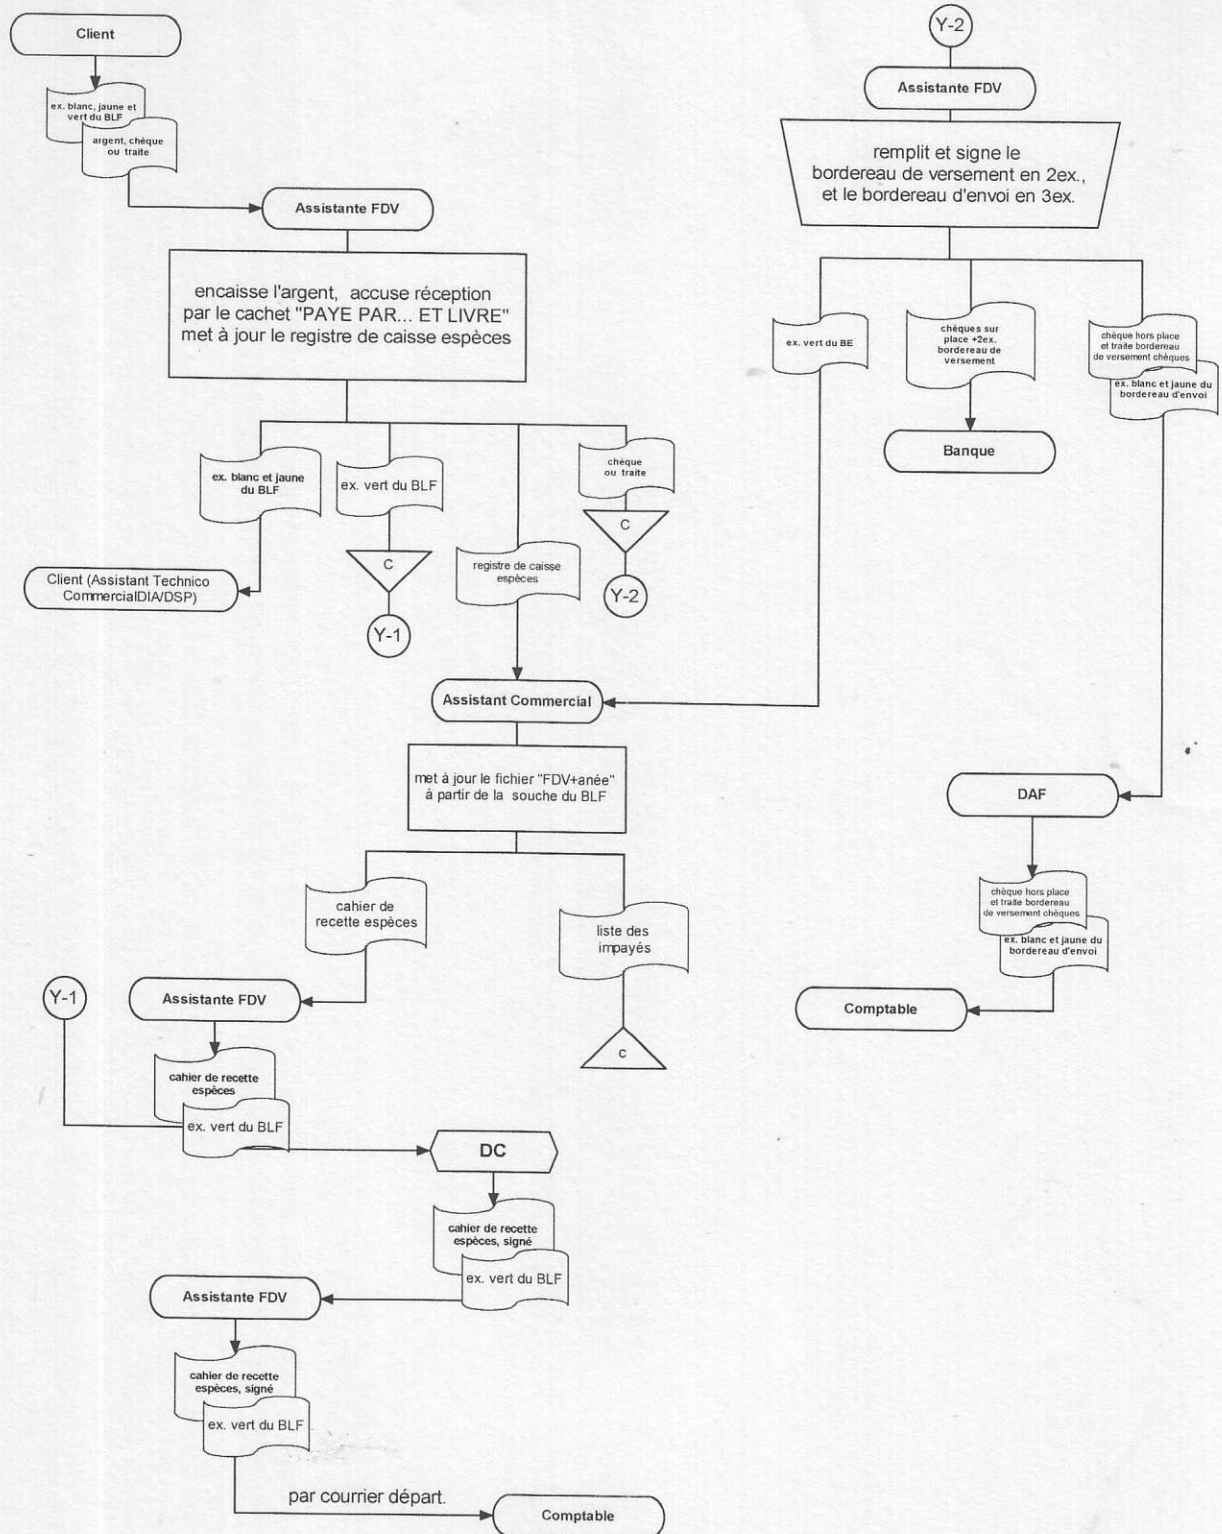 Client
ex. blanc, jaune et
vert du BLF
argent, chèque
ou traite
Assistante FDV
encaisse l'argent, accuse réception
par le cachet "PAYE PAR... ET LIVRE"
met à jour le registre de caisse espèces
ex. blanc et jaune
du BLF
ex. vert du BLF
chèque
ou traite
C
C
registre de caisse
espèces
Client (Assistant Technico
CommercialDIA/DSP)
Y-1
Y-2
Assistant Commercial
met à jour le fichier "FDV+anée"
à partir de la souche du BLF
cahier de
recette espèces
liste des
impayés
C
Y-1
Assistante FDV
cahier de recette
espèces
ex. vert du BLF
DC
cahier de recette
espèces, signé
ex. vert du BLF
Assistante FDV
cahier de recette
espèces, signé
ex. vert du BLF
par courrier départ.
Comptable
Y-2
Assistante FDV
remplit et signe le
bordereau de versement en 2ex.,
et le bordereau d'envoi en 3ex.
ex. vert du BE
chèques sur
place +2ex.
bordereau de
versement
chèque hors place
et traite bordereau
de versement chèques
ex. blanc et jaune du
bordereau d'envoi
Banque
DAF
chèque hors place
et traite bordereau
de versement chèques
ex. blanc et jaune du
bordereau d'envoi
Comptable